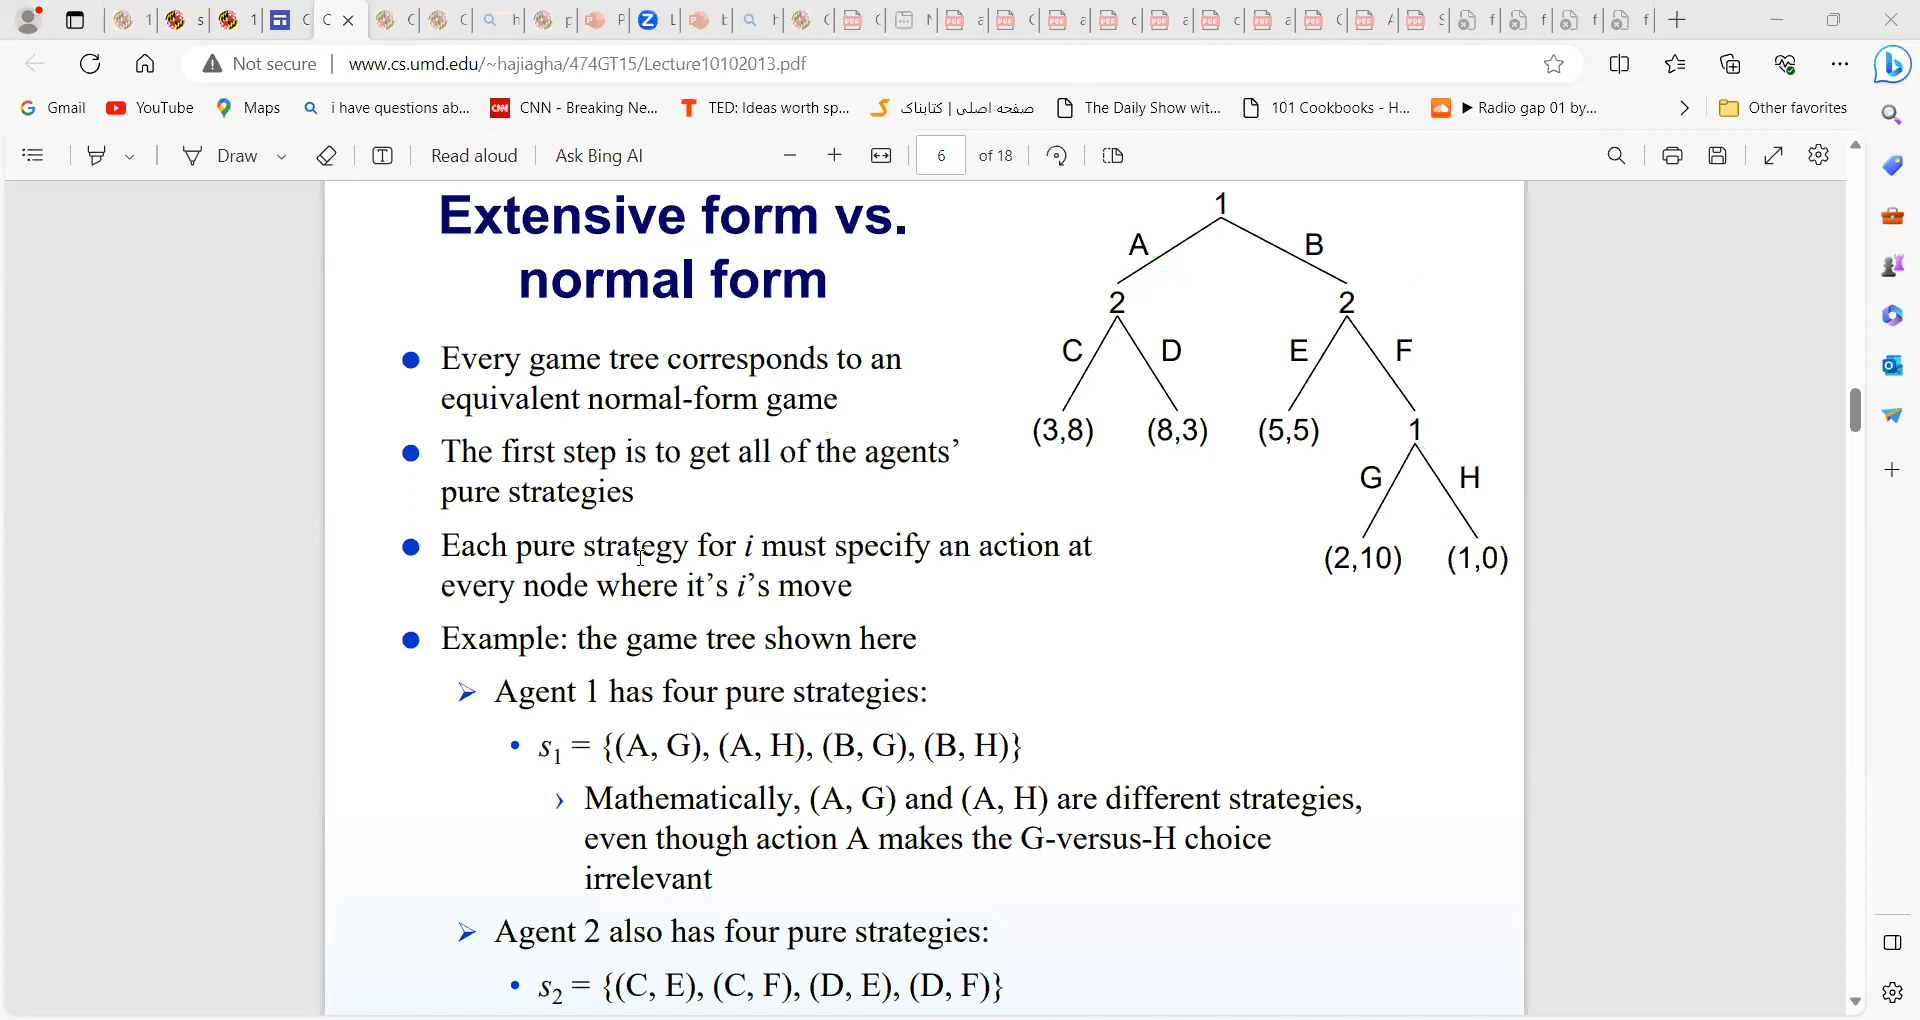 Not secure | www.cs.umd.edu/~hajiagha/474GT15/Lecture10102013.pdf
Gmail YouTube Maps i have questions ab... CNN - Breaking Ne... TED: Ideas worth sp... صفحه اصلی | کتابناک The Daily Show wit... 101 Cookbooks - H... ▶ Radio gap 01 by... Other favorites
Draw Read aloud Ask Bing AI 6 of 18
Extensive form vs.
normal form
1
A B
2 2
C D E F
(3,8) (8,3) (5,5) 1
G H
(2,10) (1,0)
● Every game tree corresponds to an
equivalent normal-form game
● The first step is to get all of the agents’
pure strategies
● Each pure strategy for i must specify an action at
every node where it’s i’s move
● Example: the game tree shown here
➢ Agent 1 has four pure strategies:
• s1 = {(A, G), (A, H), (B, G), (B, H)}
› Mathematically, (A, G) and (A, H) are different strategies,
even though action A makes the G-versus-H choice
irrelevant
➢ Agent 2 also has four pure strategies:
• s2 = {(C, E), (C, F), (D, E), (D, F)}